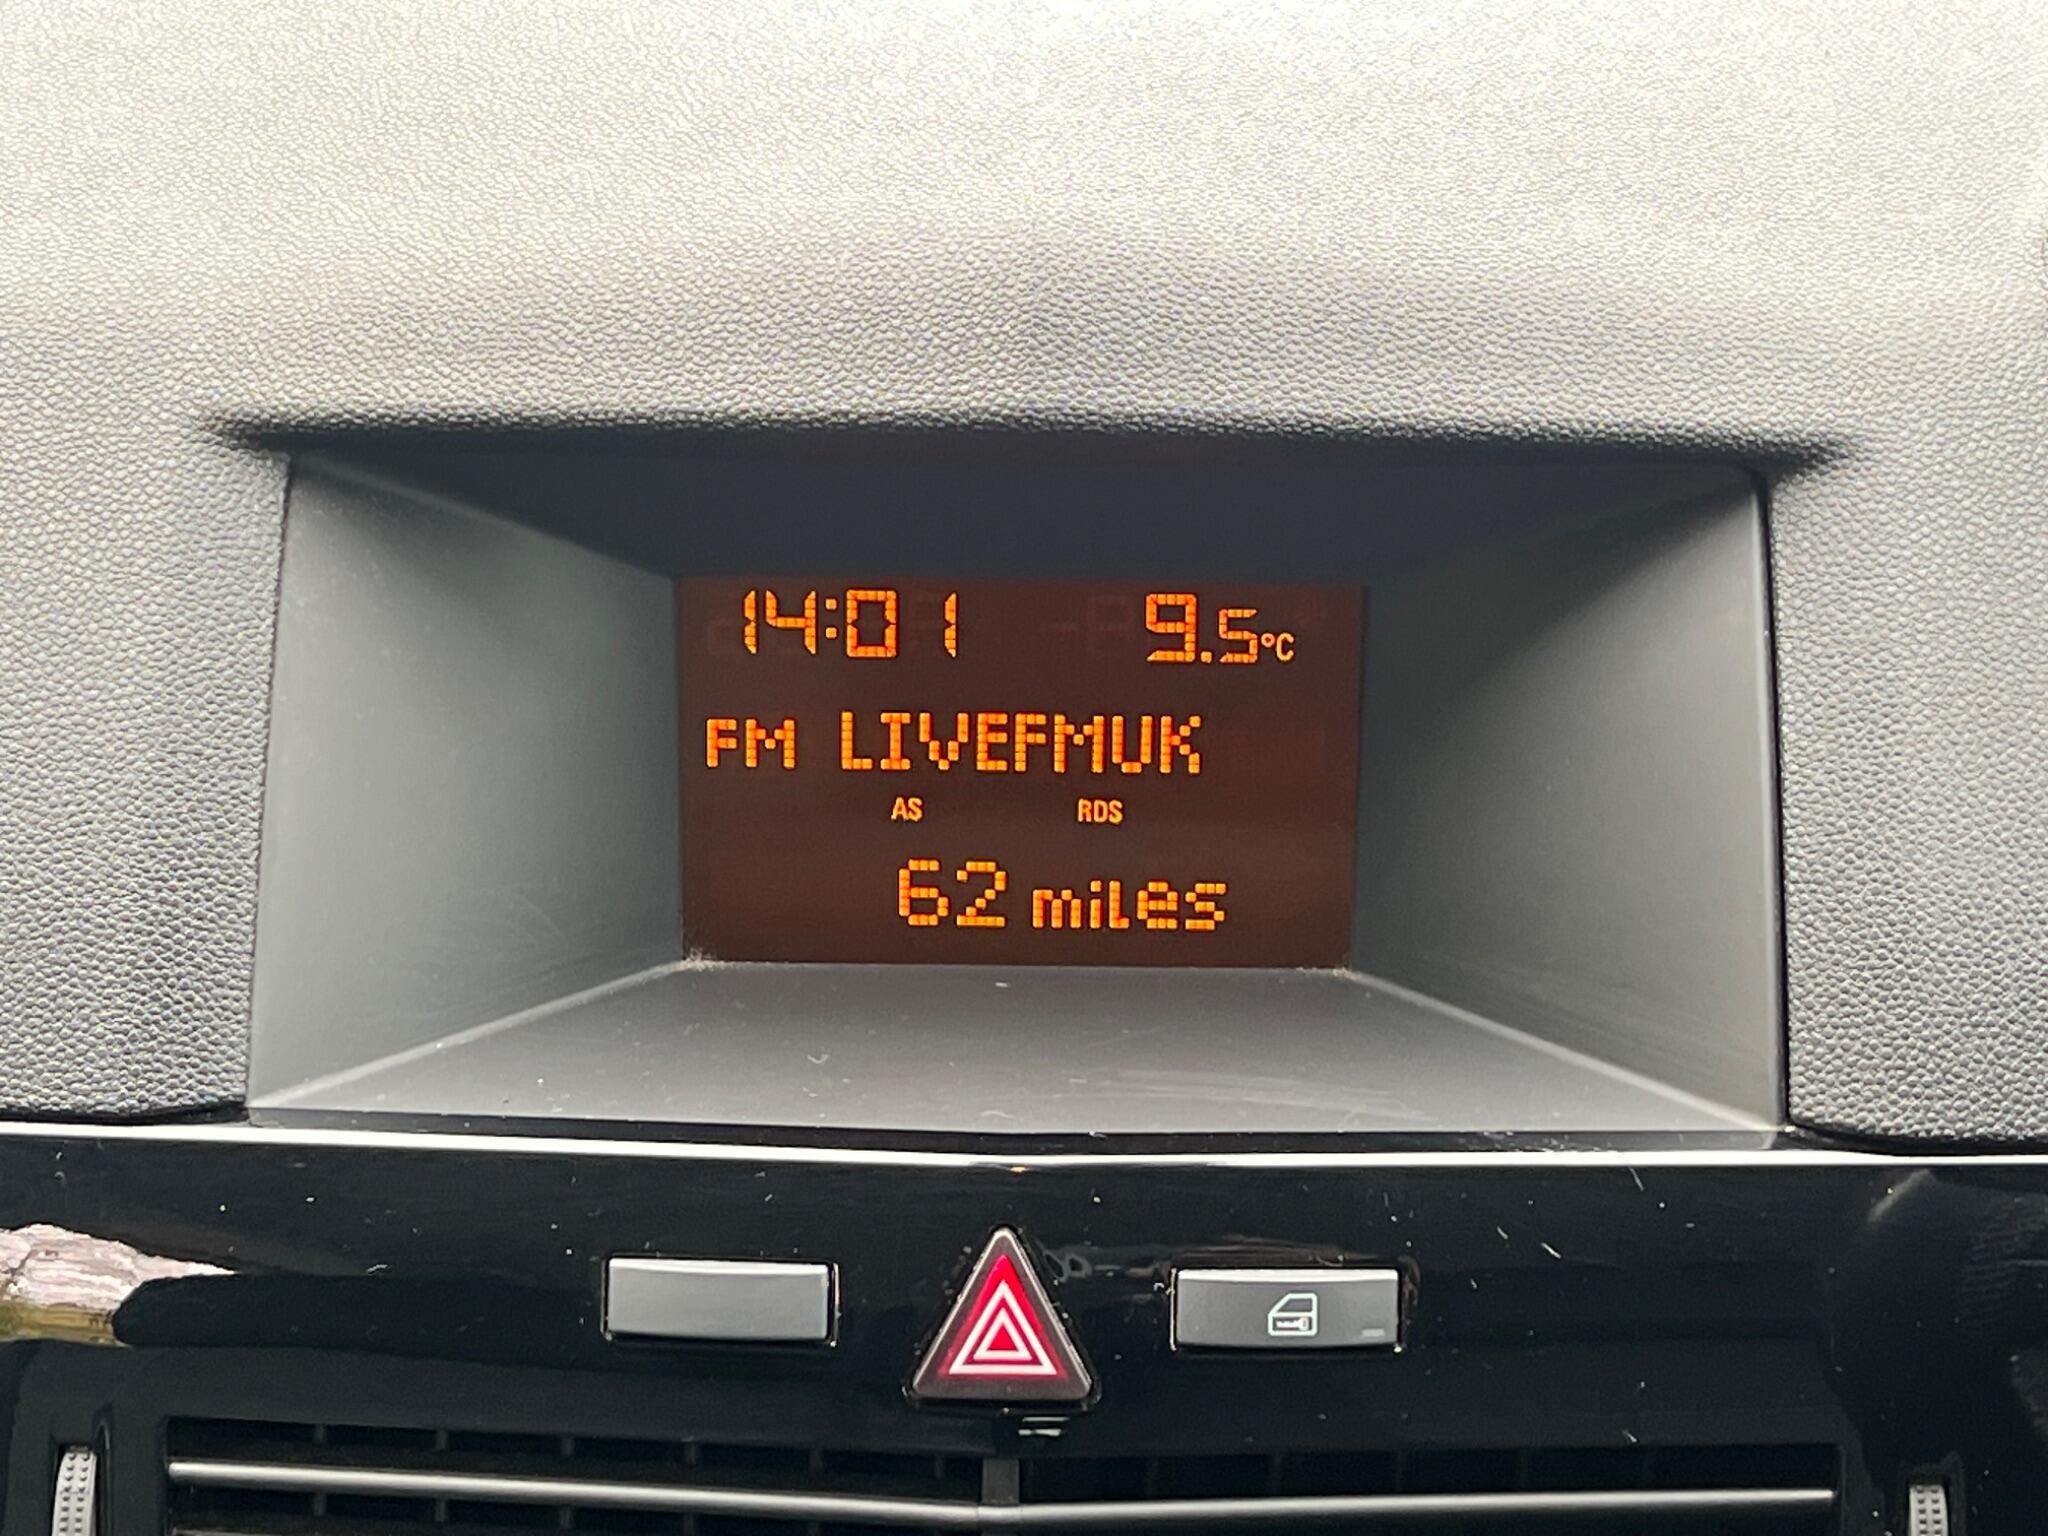 14:01 9.5°C
FM LIVEFMUK
AS RDS
62 miles